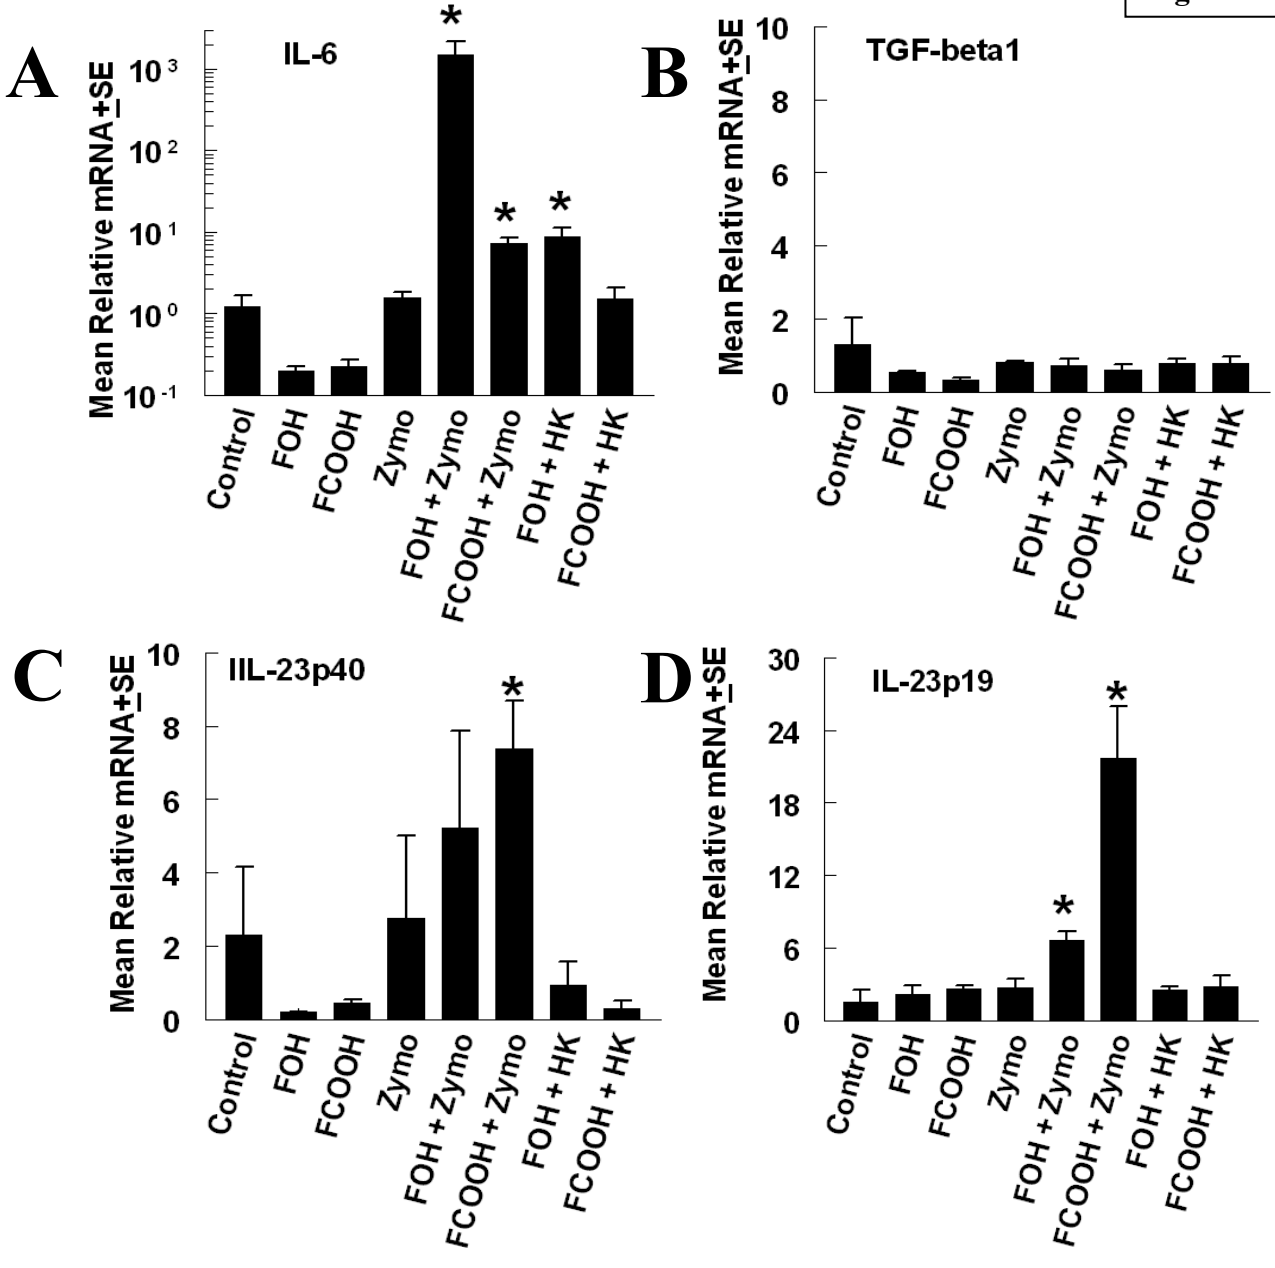 A
IL-6
*
Mean Relative mRNA±SE
10³
10²
10¹
10⁰
10⁻¹
*
*
Control
FOH
FCOOH
Zymo
FOH + Zymo
FCOOH + Zymo
FOH + HK
FCOOH + HK
B
TGF-beta1
Mean Relative mRNA±SE
10
8
6
4
2
0
Control
FOH
FCOOH
Zymo
FOH + Zymo
FCOOH + Zymo
FOH + HK
FCOOH + HK
C
IIL-23p40
Mean Relative mRNA±SE
10
8
6
4
2
0
*
Control
FOH
FCOOH
Zymo
FOH + Zymo
FCOOH + Zymo
FOH + HK
FCOOH + HK
D
IL-23p19
Mean Relative mRNA±SE
30
24
18
12
6
0
*
*
Control
FOH
FCOOH
Zymo
FOH + Zymo
FCOOH + Zymo
FOH + HK
FCOOH + HK